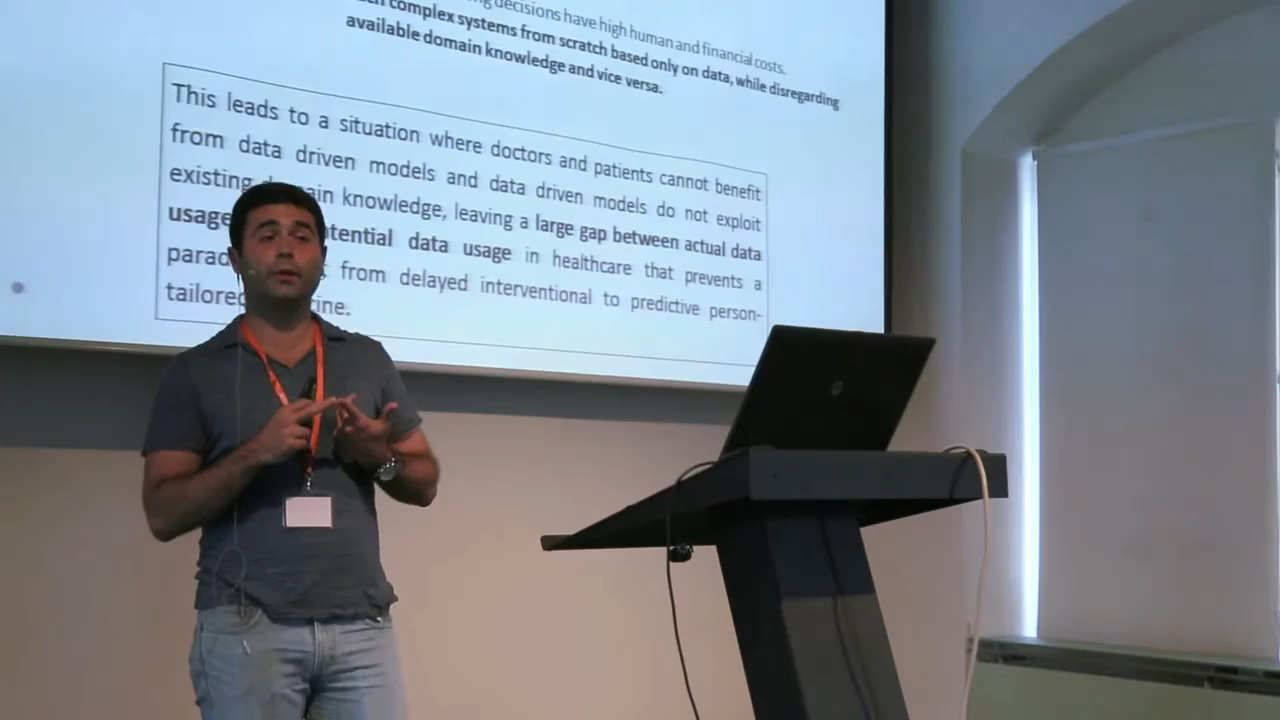 decisions have high human and financial costs.
complex systems from scratch based only on data, while disregarding
available domain knowledge and vice versa.
This leads to a situation where doctors and patients cannot benefit
from data driven models and data driven models do not exploit
existing knowledge, leaving a large gap between actual data
usage data usage in healthcare that prevents a
from delayed interventional to predictive person-
tailored